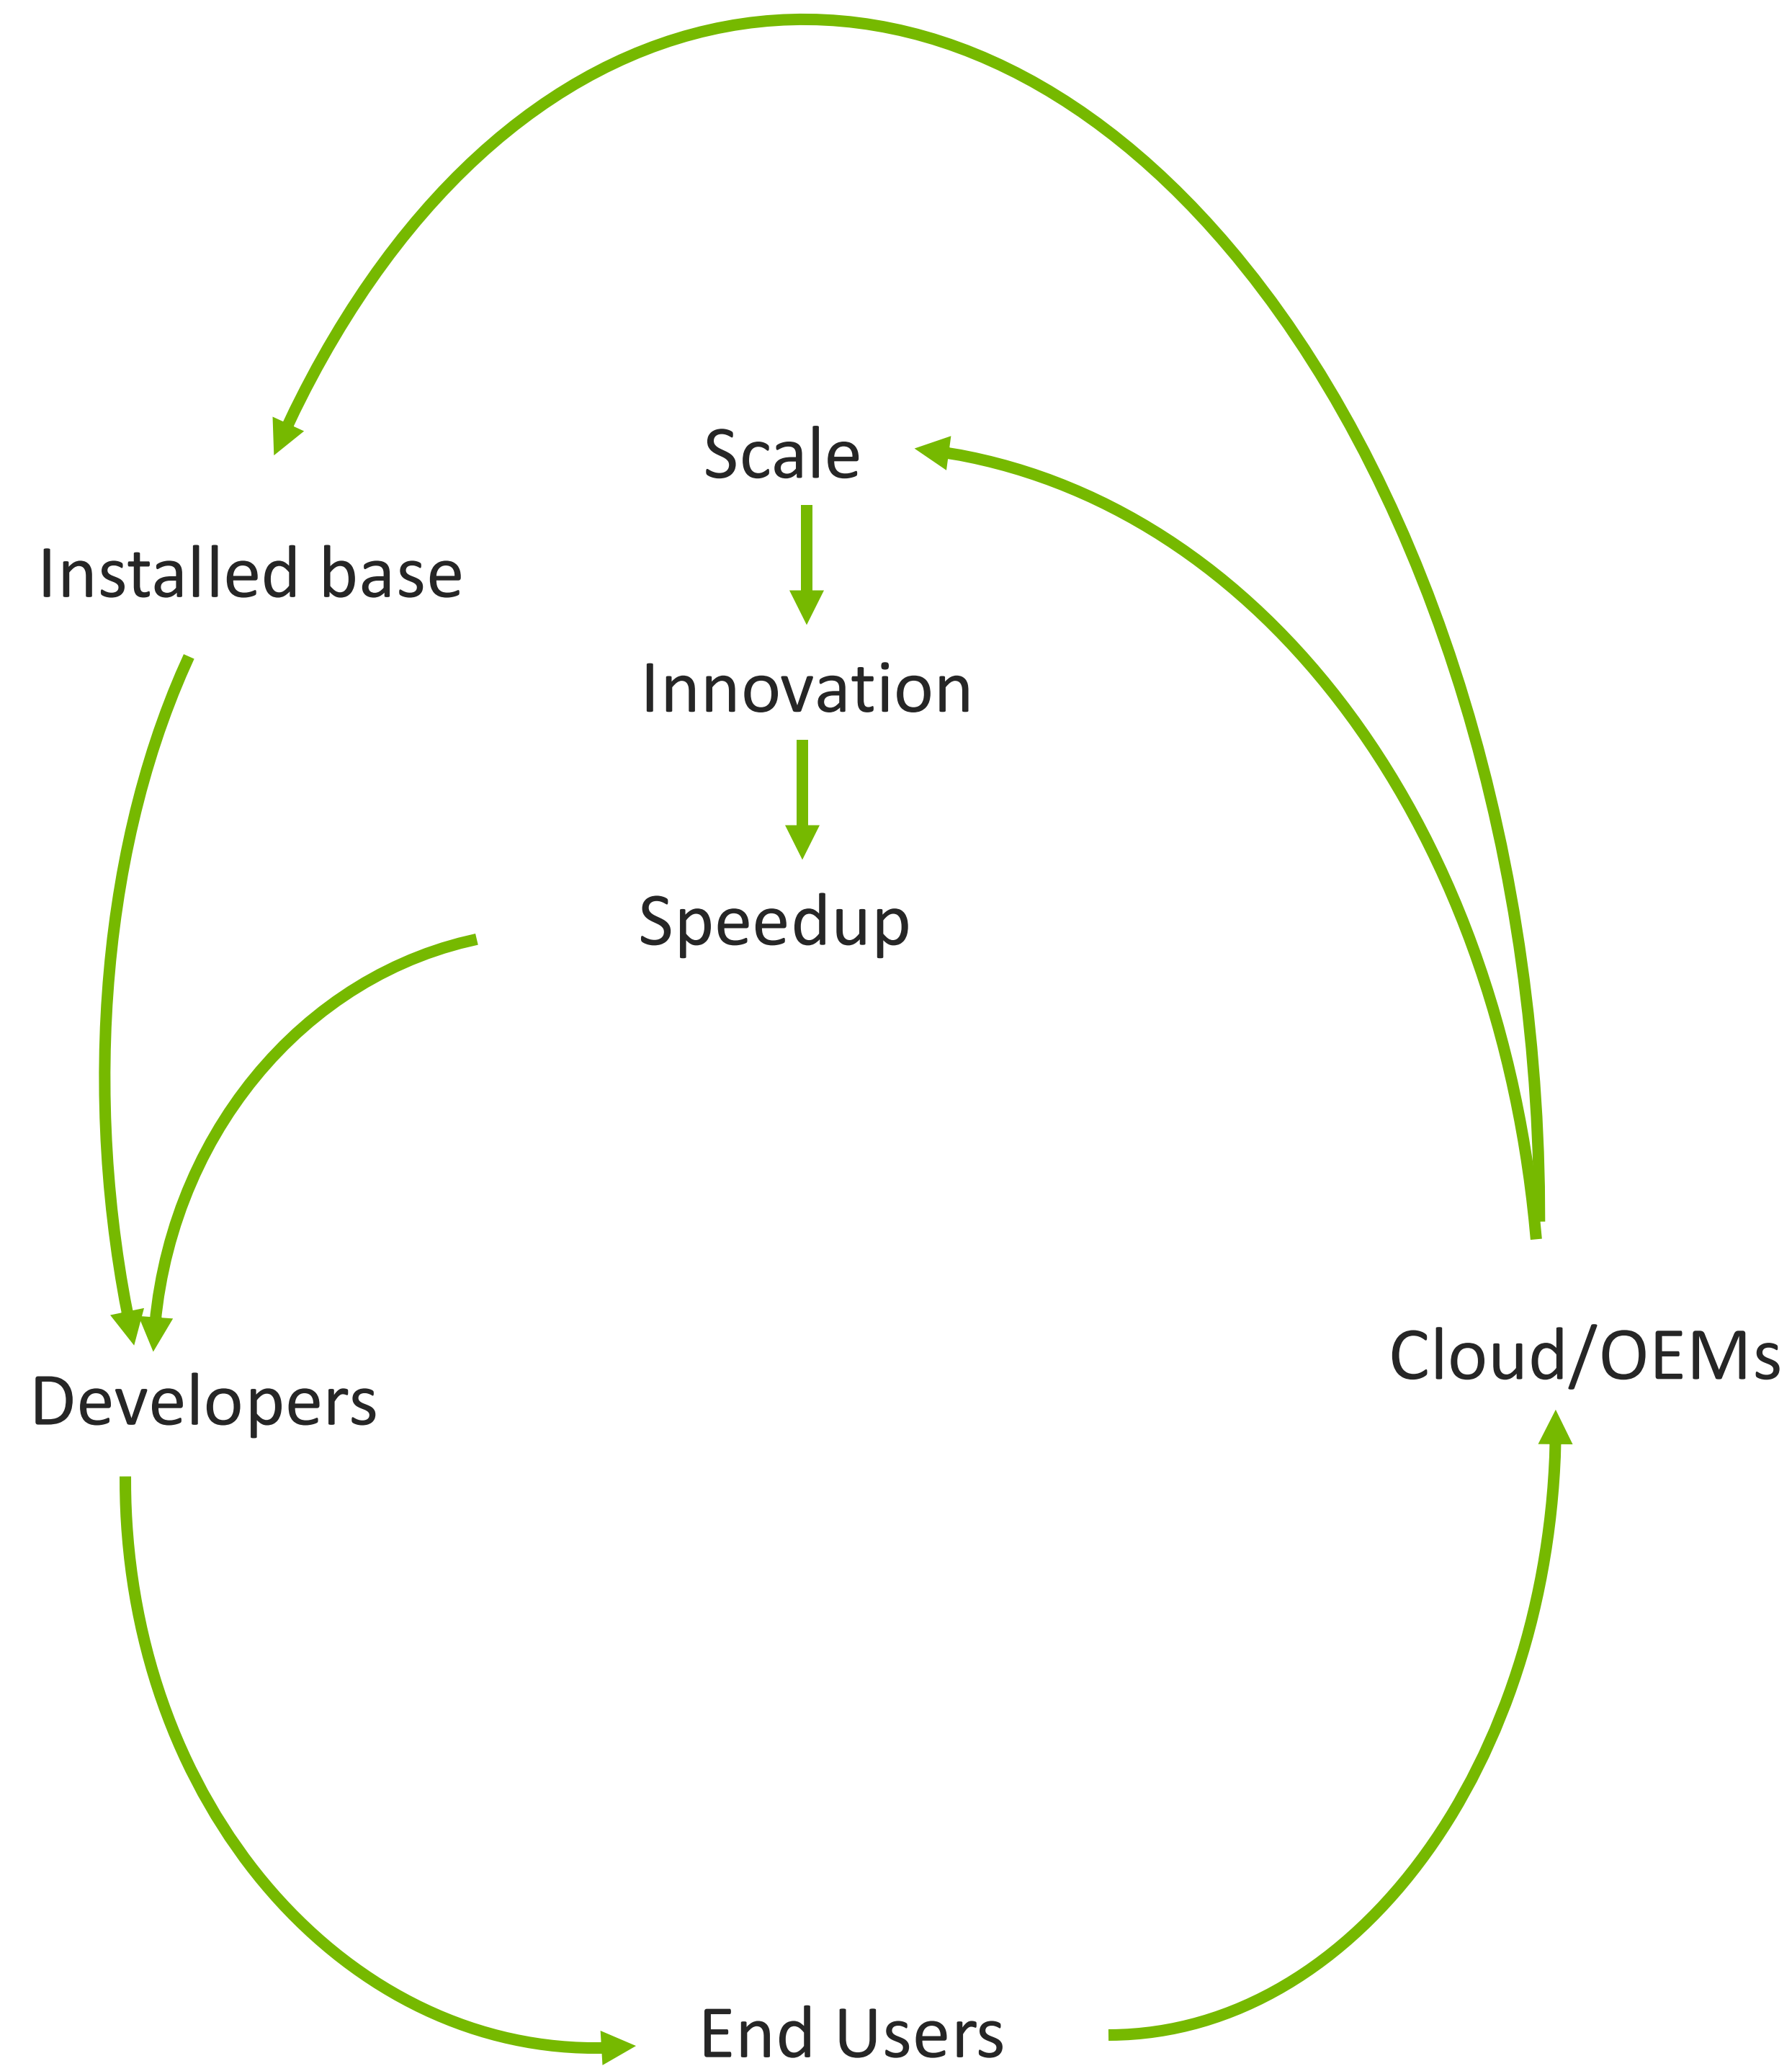 Scale
Installed base
Innovation
Speedup
Cloud/OEMs
Developers
End Users